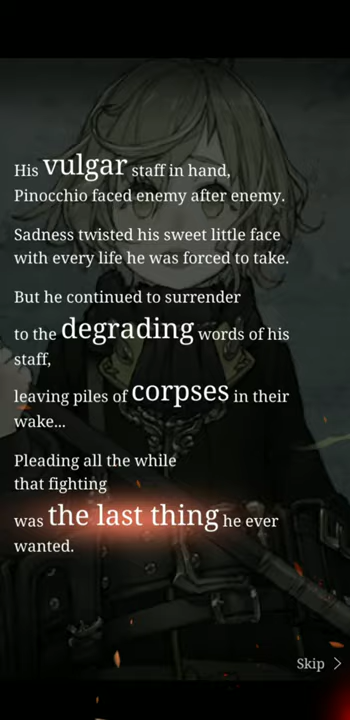 His vulgar staff in hand,
Pinocchio faced enemy after enemy.
Sadness twisted his sweet little face
with every life he was forced to take.
But he continued to surrender
to the degrading words of his
staff,
leaving piles of corpses in their
wake...
Pleading all the while
that fighting
was the last thing he ever
wanted.
Skip >